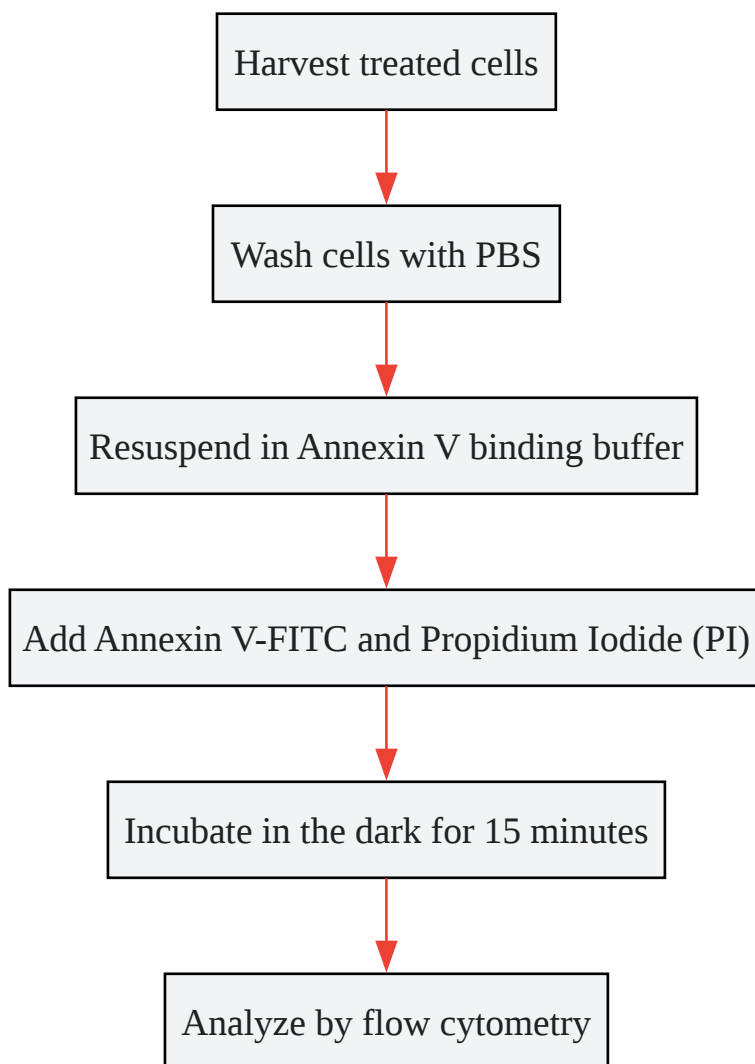 Harvest treated cells
Wash cells with PBS
Resuspend in Annexin V binding buffer
Add Annexin V-FITC and Propidium Iodide (PI)
Incubate in the dark for 15 minutes
Analyze by flow cytometry